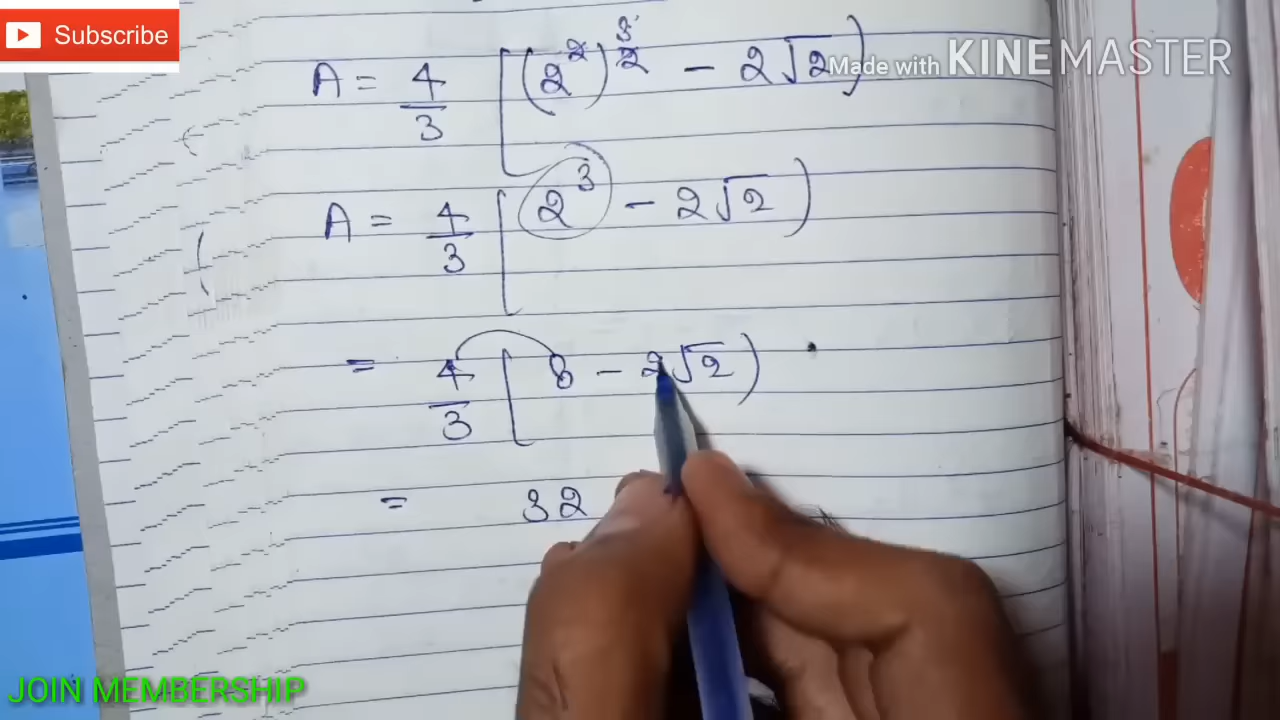 Subscribe
Made with KINEMASTER
A = 4/3 [(2^2)^3/2 - 2√2)
A = 4/3 [2^3 - 2√2)
= 4/3 [8 - 2√2)
= 32
JOIN MEMBERSHIP